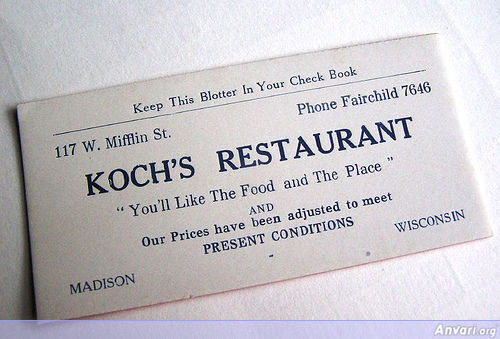 Keep This Blotter In Your Check Book
117 W. Mifflin St.
Phone Fairchild 7646
KOCH'S RESTAURANT
"You'll Like The Food and The Place"
AND
Our Prices have been adjusted to meet
PRESENT CONDITIONS
MADISON
WISCONSIN
Anvari.org